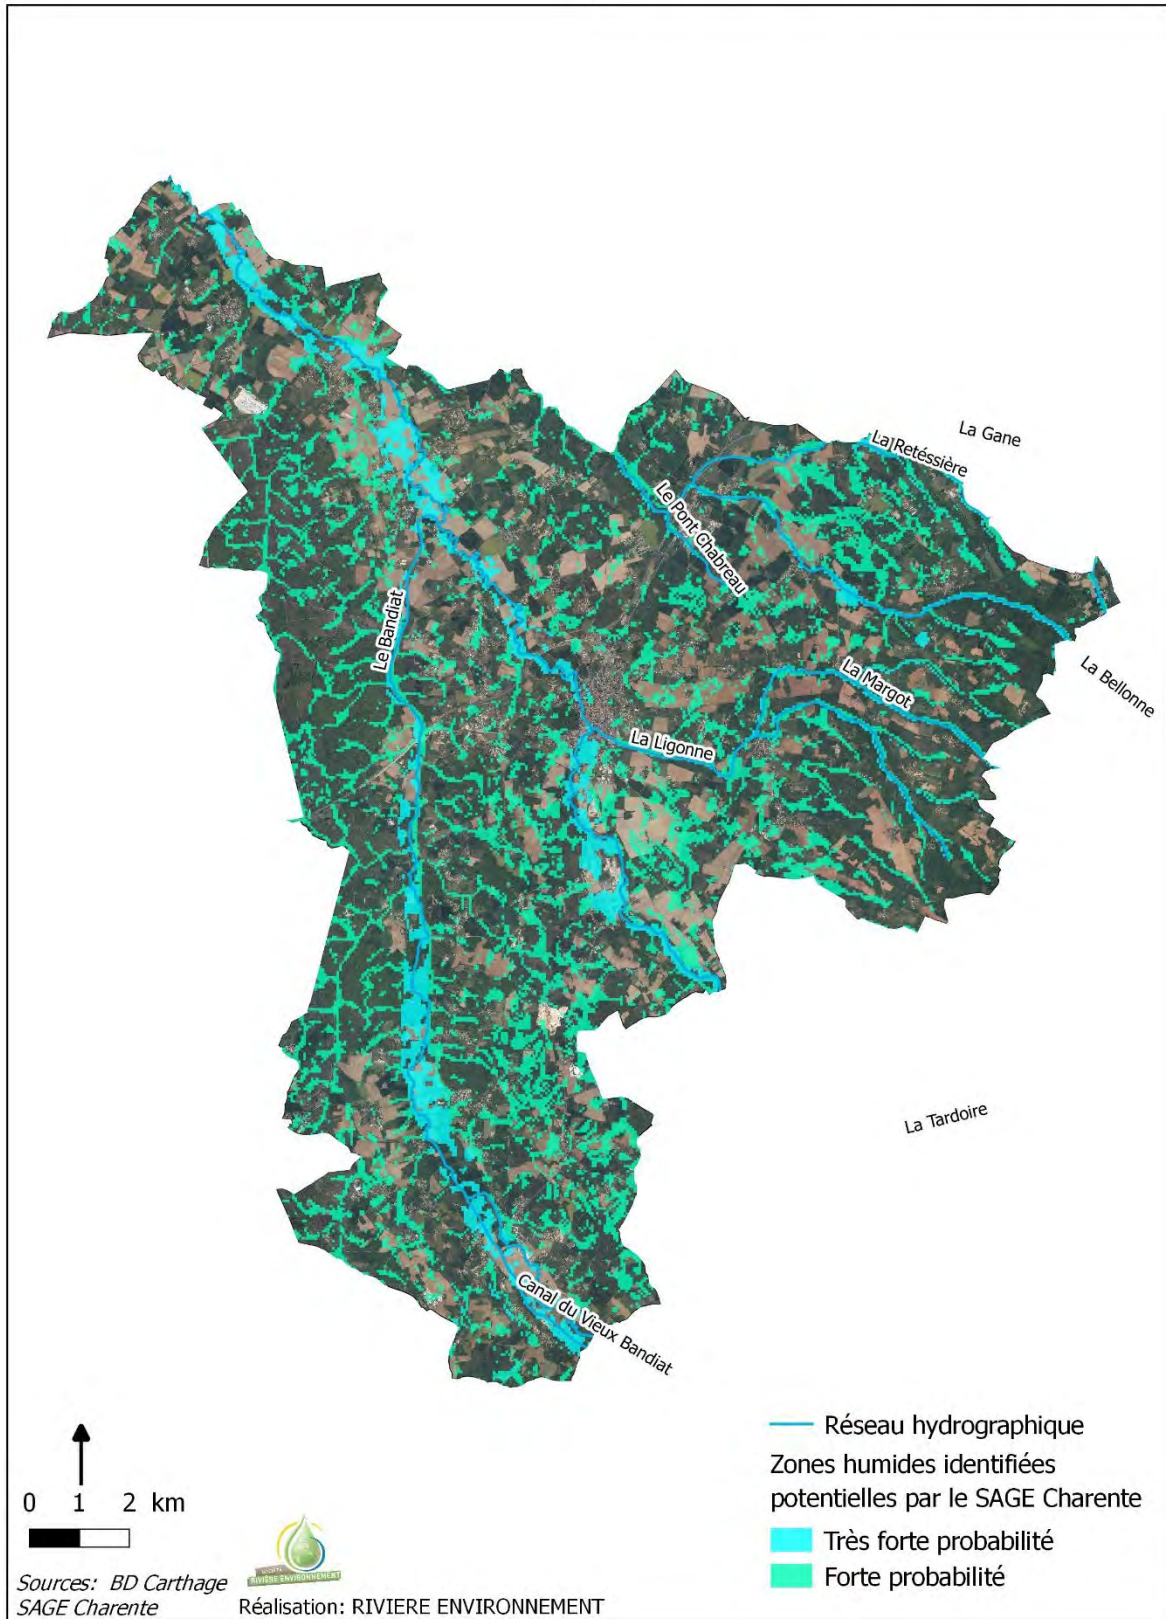 La Gane
La Retéssière
Le Pont Chabreau
Le Bandiat
La Bellonne
La Margot
La Ligonne
La Tardoire
Canal du Vieux Bandiat
Réseau hydrographique
Zones humides identifiées
potentielles par le SAGE Charente
Très forte probabilité
Forte probabilité
0 1 2 km
RIVIÈRE ENVIRONNEMENT
Sources: BD Carthage
SAGE Charente
Réalisation: RIVIERE ENVIRONNEMENT